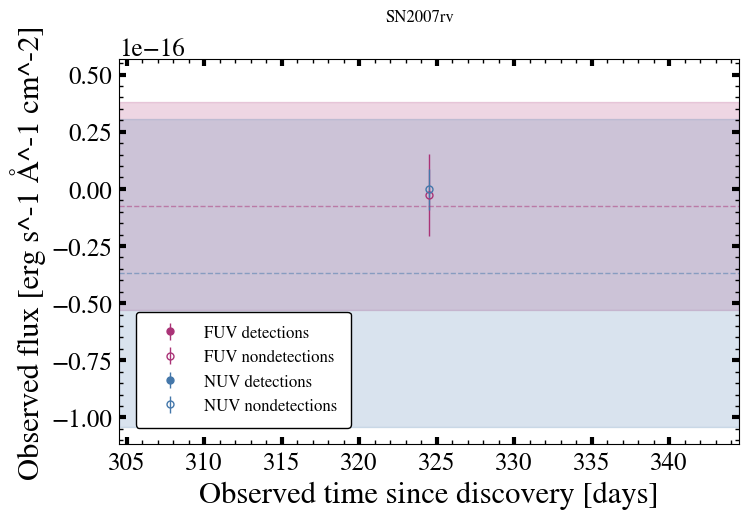 SN2007rv
1e−16
Observed flux [erg s^-1 Å^-1 cm^-2]
0.50
0.25
0.00
−0.25
−0.50
−0.75
−1.00
FUV detections
FUV nondetections
NUV detections
NUV nondetections
305 310 315 320 325 330 335 340
Observed time since discovery [days]